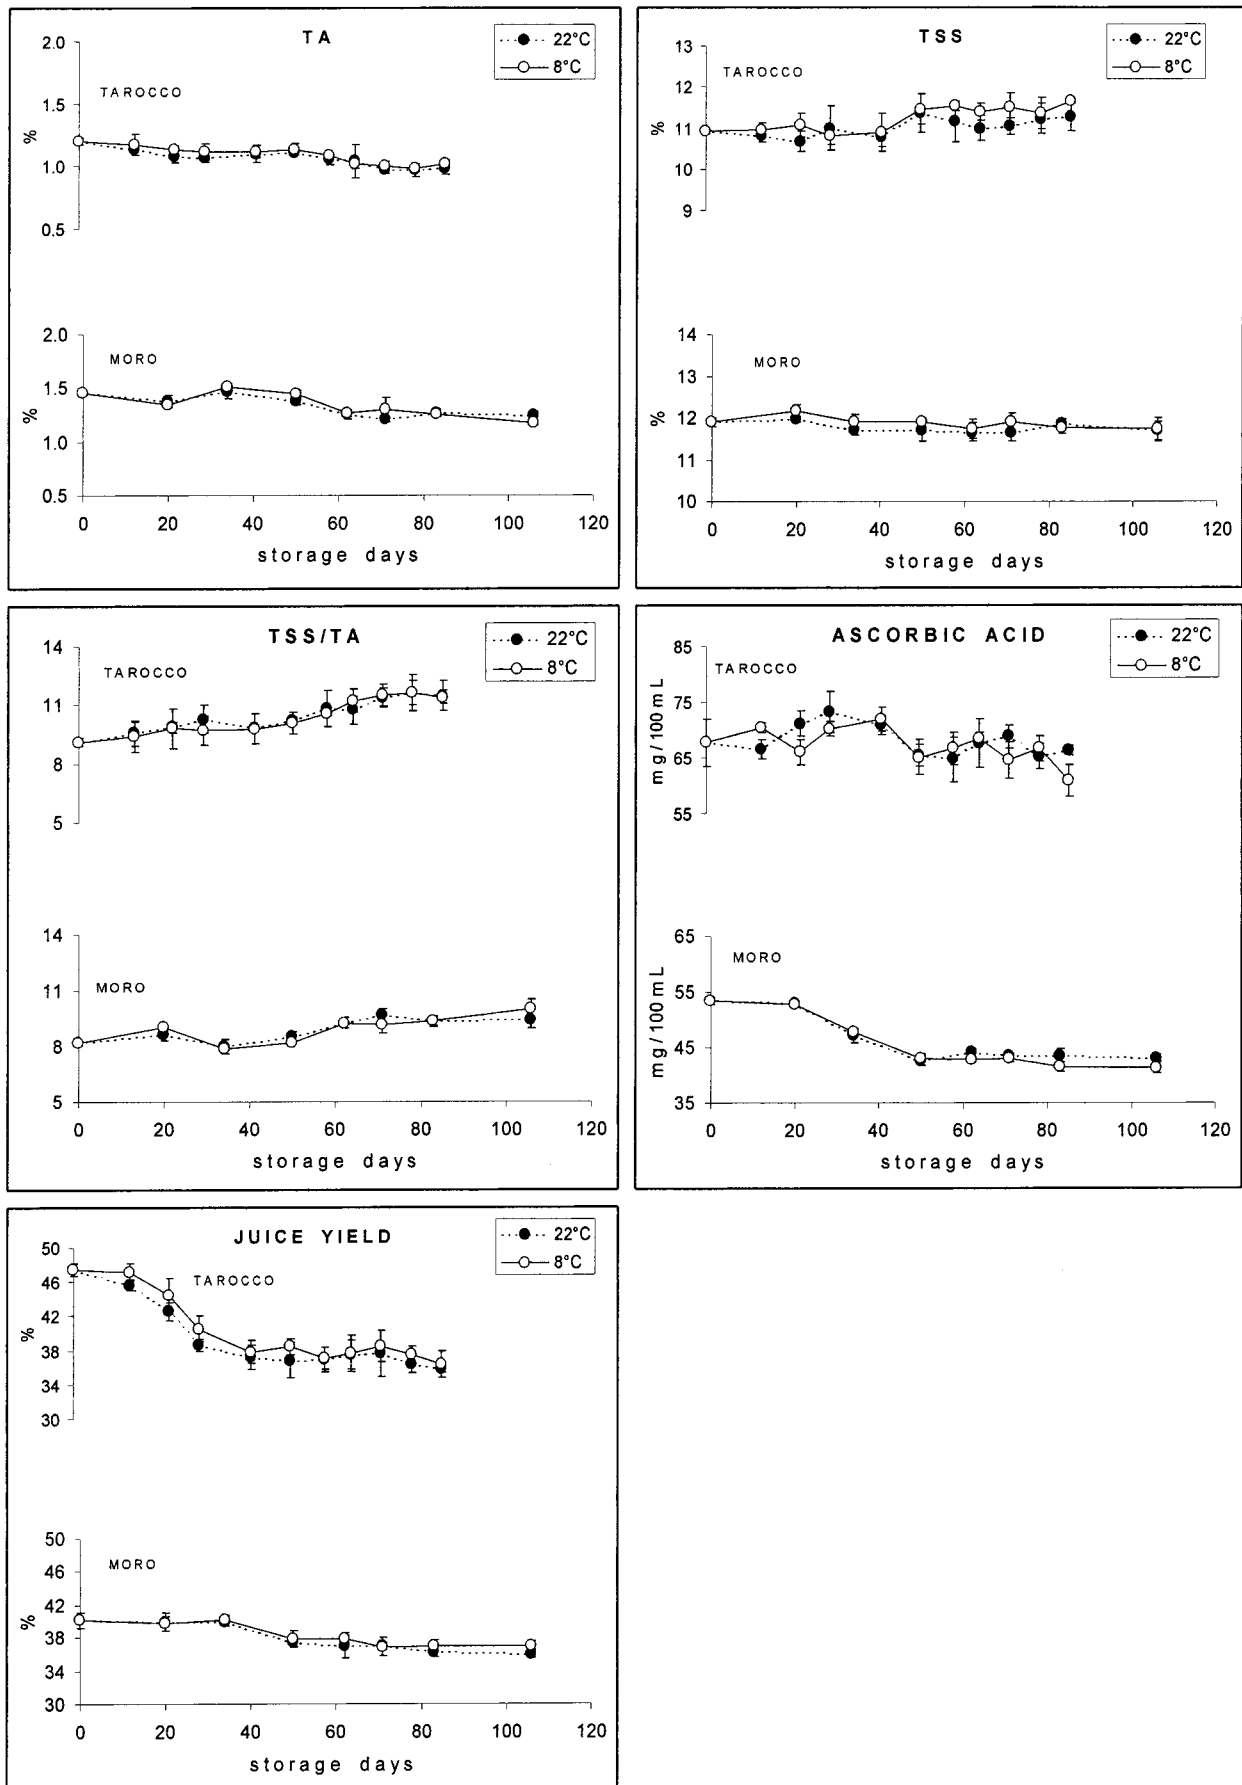 TA
22°C
8°C
TAROCCO
2.0
1.5
1.0
0.5
%
MORO
2.0
1.5
1.0
0.5
%
0 20 40 60 80 100 120
storage days
TSS
22°C
8°C
TAROCCO
13
12
11
10
9
%
MORO
14
13
12
11
10
%
0 20 40 60 80 100 120
storage days
TSS/TA
22°C
8°C
TAROCCO
14
11
8
5
MORO
14
11
8
5
0 20 40 60 80 100 120
storage days
ASCORBIC ACID
22°C
8°C
TAROCCO
85
75
65
55
mg/100mL
MORO
65
55
45
35
mg/100mL
0 20 40 60 80 100 120
storage days
JUICE YIELD
22°C
8°C
TAROCCO
50
46
42
38
34
30
%
MORO
50
46
42
38
34
30
%
0 20 40 60 80 100 120
storage days